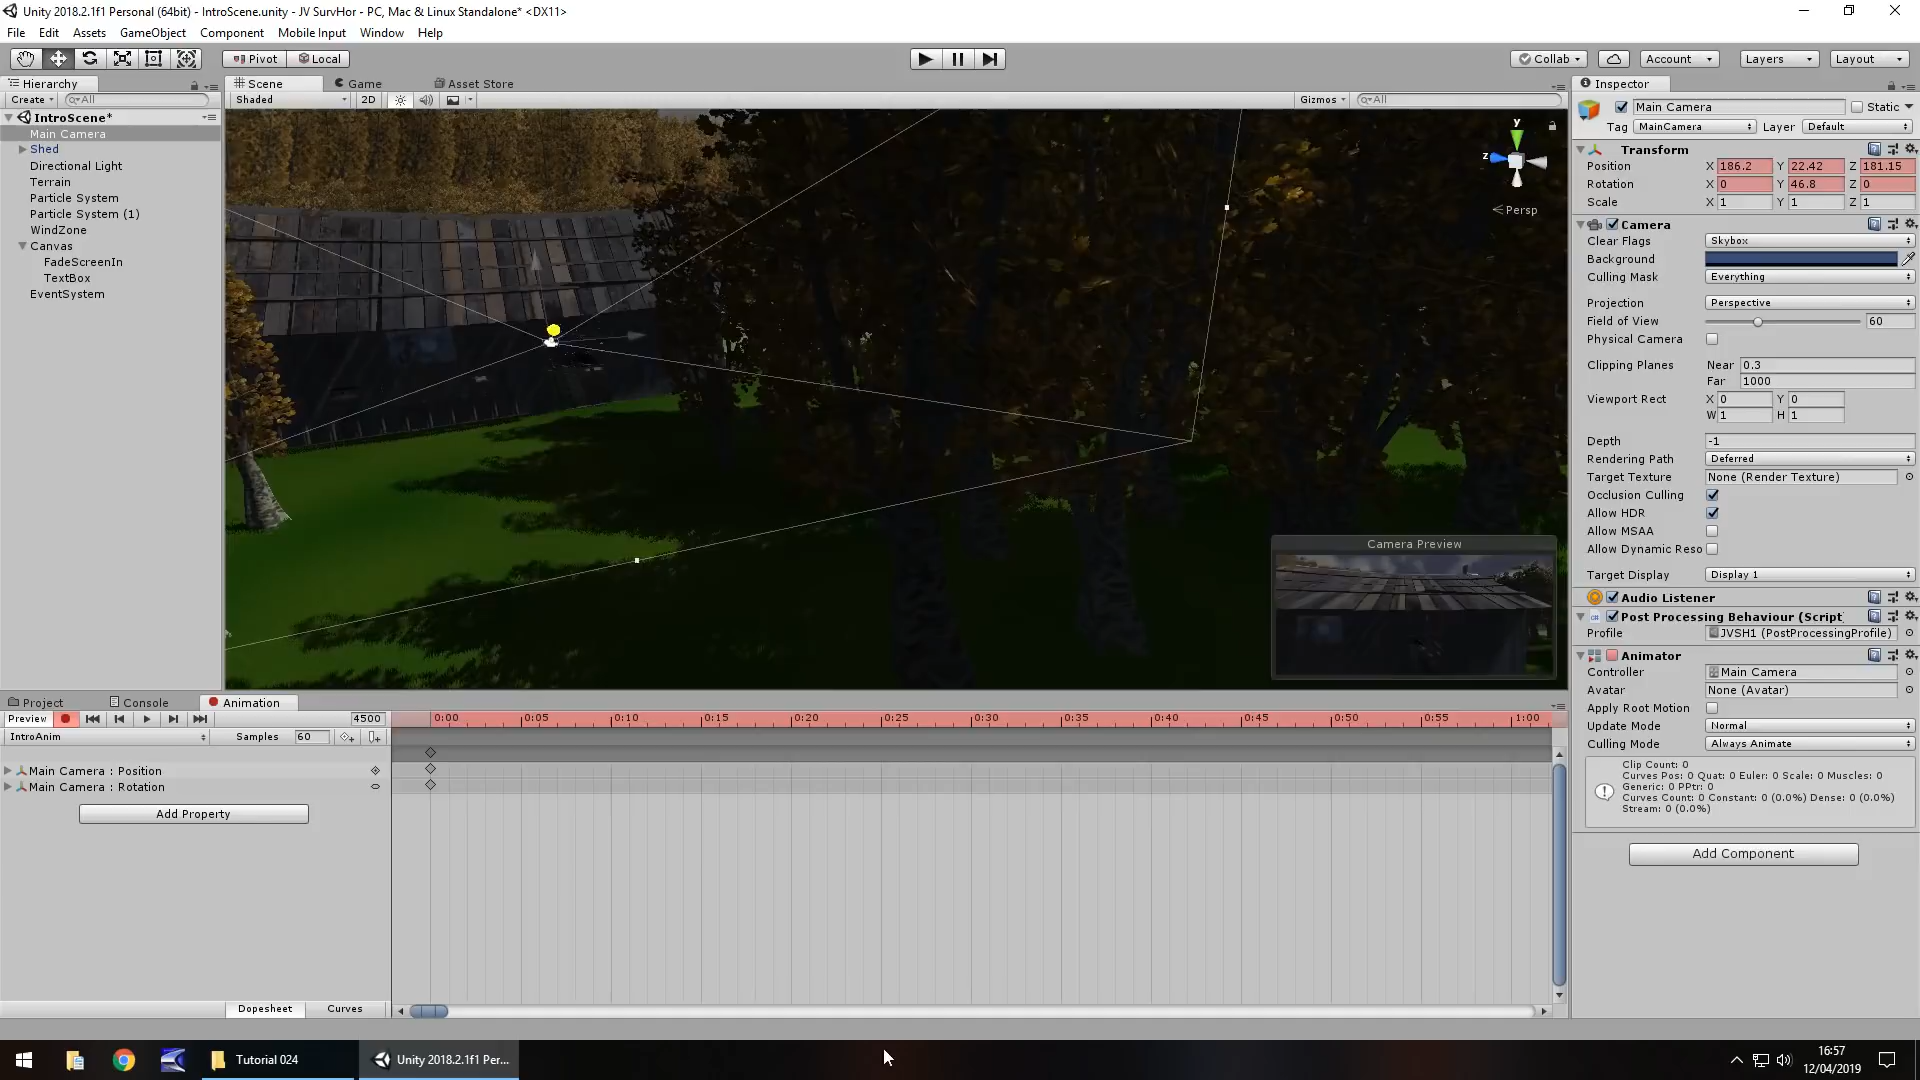 Unity 2018.2.1f1 Personal (64bit) - IntroScene.unity - JV SurvHor - PC, Mac & Linux Standalone* <DX11>
File Edit Assets GameObject Component Mobile Input Window Help
Pivot Local Collab Account Layers Layout
Hierarchy Scene Game Asset Store Inspector
Create All Shaded 2D Gizmos All
IntroScene*
Main Camera
Shed
Directional Light
Terrain
Particle System
Particle System (1)
WindZone
Canvas
FadeScreenIn
TextBox
EventSystem
y
z
Persp
Camera Preview
Main Camera Static
Tag MainCamera Layer Default
Transform
Position X 186.2 Y 22.42 Z 181.15
Rotation X 0 Y 46.8 Z 0
Scale X 1 Y 1 Z 1
Camera
Clear Flags Skybox
Background
Culling Mask Everything
Projection Perspective
Field of View 60
Physical Camera
Clipping Planes Near 0.3
Far 1000
Viewport Rect X 0 Y 0
W 1 H 1
Depth -1
Rendering Path Deferred
Target Texture None (Render Texture)
Occlusion Culling
Allow HDR
Allow MSAA
Allow Dynamic Reso
Target Display Display 1
Audio Listener
Post Processing Behaviour (Script
Profile JVSH1 (PostProcessingProfile)
Animator
Controller Main Camera
Avatar None (Avatar)
Apply Root Motion
Update Mode Normal
Culling Mode Always Animate
Clip Count: 0
Curves Pos: 0 Quat: 0 Euler: 0 Scale: 0 Muscles: 0
Generic: 0 PPtr: 0
Curves Count: 0 Constant: 0 (0.0%) Dense: 0 (0.0%)
Stream: 0 (0.0%)
Add Component
Project Console Animation
Preview 4500 0:00 0:05 0:10 0:15 0:20 0:25 0:30 0:35 0:40 0:45 0:50 0:55 1:00
IntroAnim Samples 60
Main Camera : Position
Main Camera : Rotation
Add Property
Dopesheet Curves
Tutorial 024 Unity 2018.2.1f1 Per...
16:57
12/04/2019